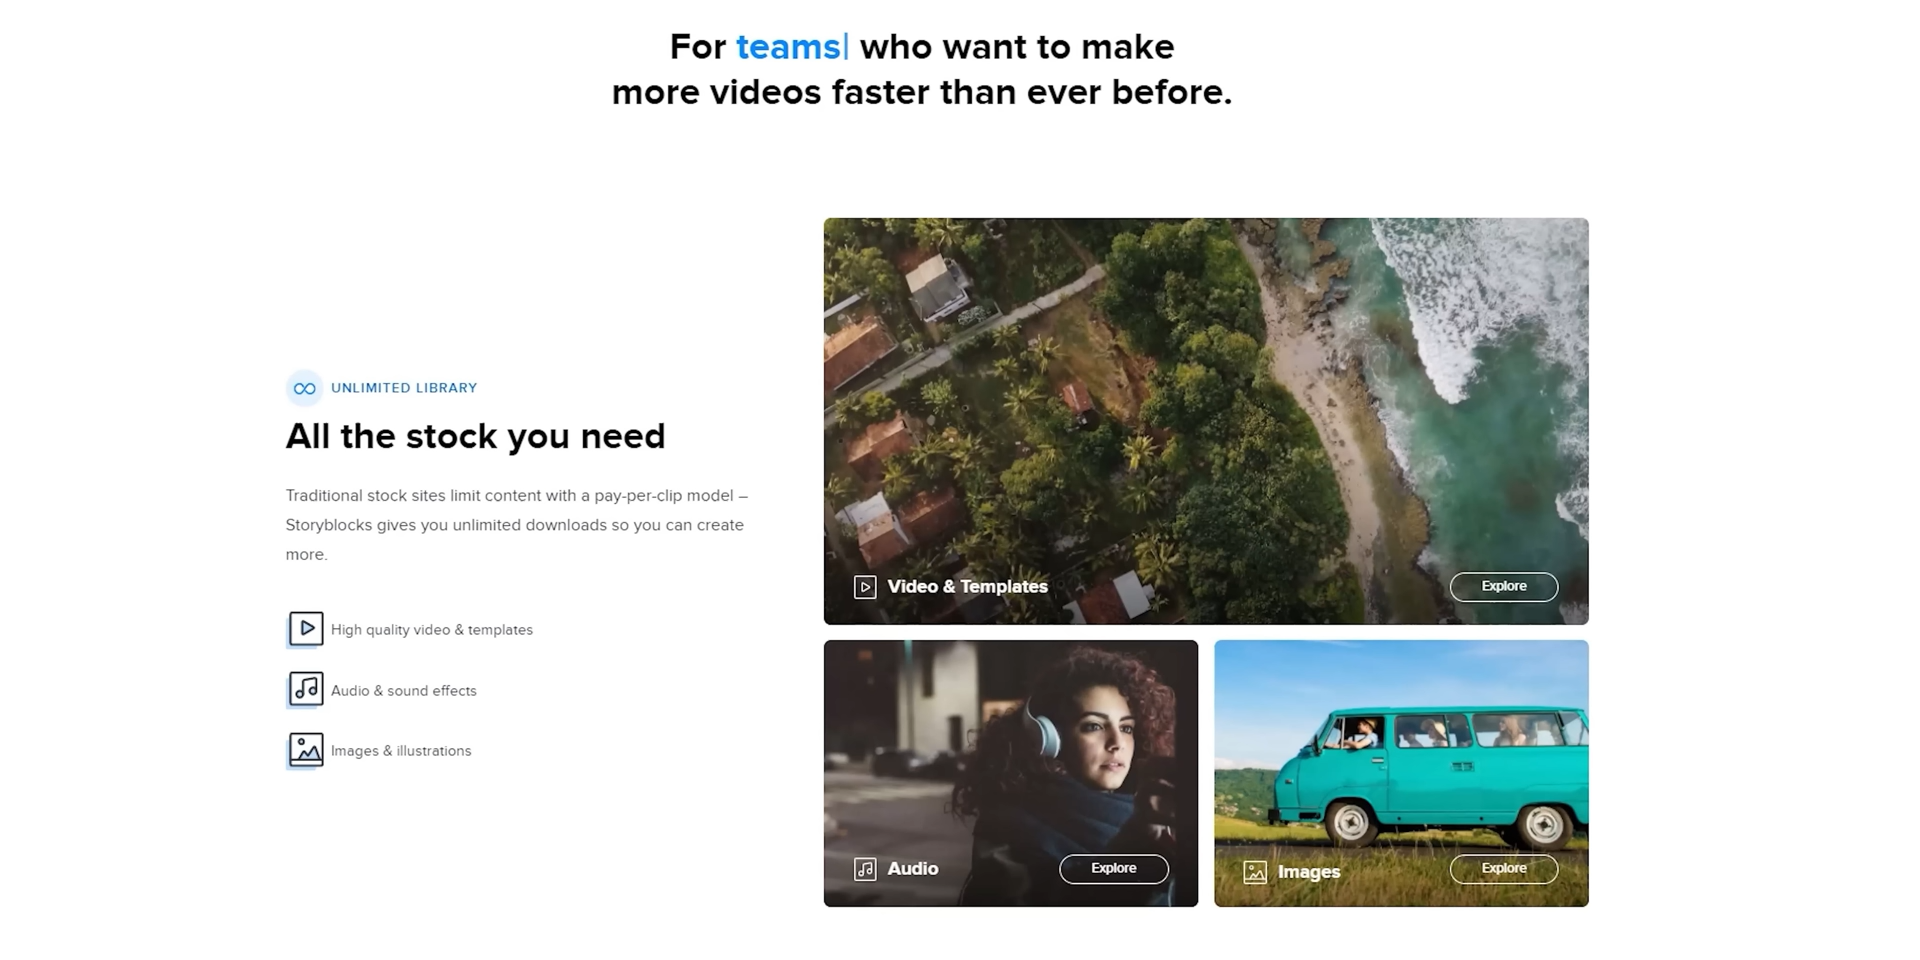 For teams| who want to make
more videos faster than ever before.
UNLIMITED LIBRARY
All the stock you need
Traditional stock sites limit content with a pay-per-clip model –
Storyblocks gives you unlimited downloads so you can create
more.
High quality video & templates
Audio & sound effects
Images & illustrations
Video & Templates
Explore
Audio
Explore
Images
Explore